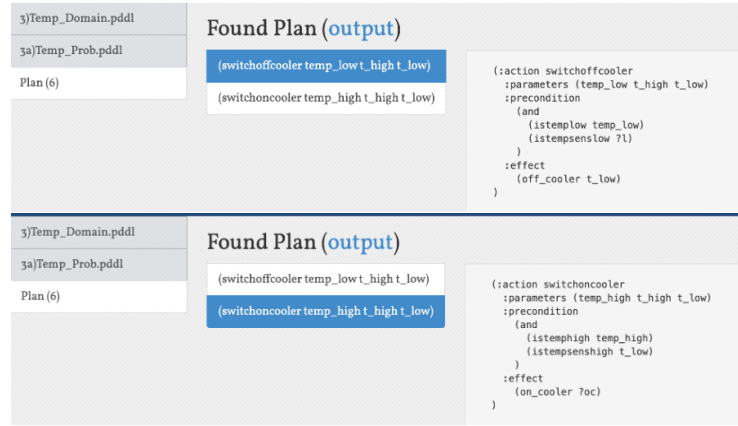 3)Temp_Domain.pddl
3a)Temp_Prob.pddl
Plan (6)
Found Plan (output)
(switchoffcooler temp_low t_high t_low)
(switchoncooler temp_high t_high t_low)
(:action switchoffcooler
:parameters (temp_low t_high t_low)
:precondition
(and
(istemplow temp_low)
(istempsenslow ?l)
)
:effect
(off_cooler t_low)
)
3)Temp_Domain.pddl
3a)Temp_Prob.pddl
Plan (6)
Found Plan (output)
(switchoffcooler temp_low t_high t_low)
(switchoncooler temp_high t_high t_low)
(:action switchoncooler
:parameters (temp_high t_high t_low)
:precondition
(and
(istemphigh temp_high)
(istempsenshigh t_low)
)
:effect
(on_cooler ?oc)
)